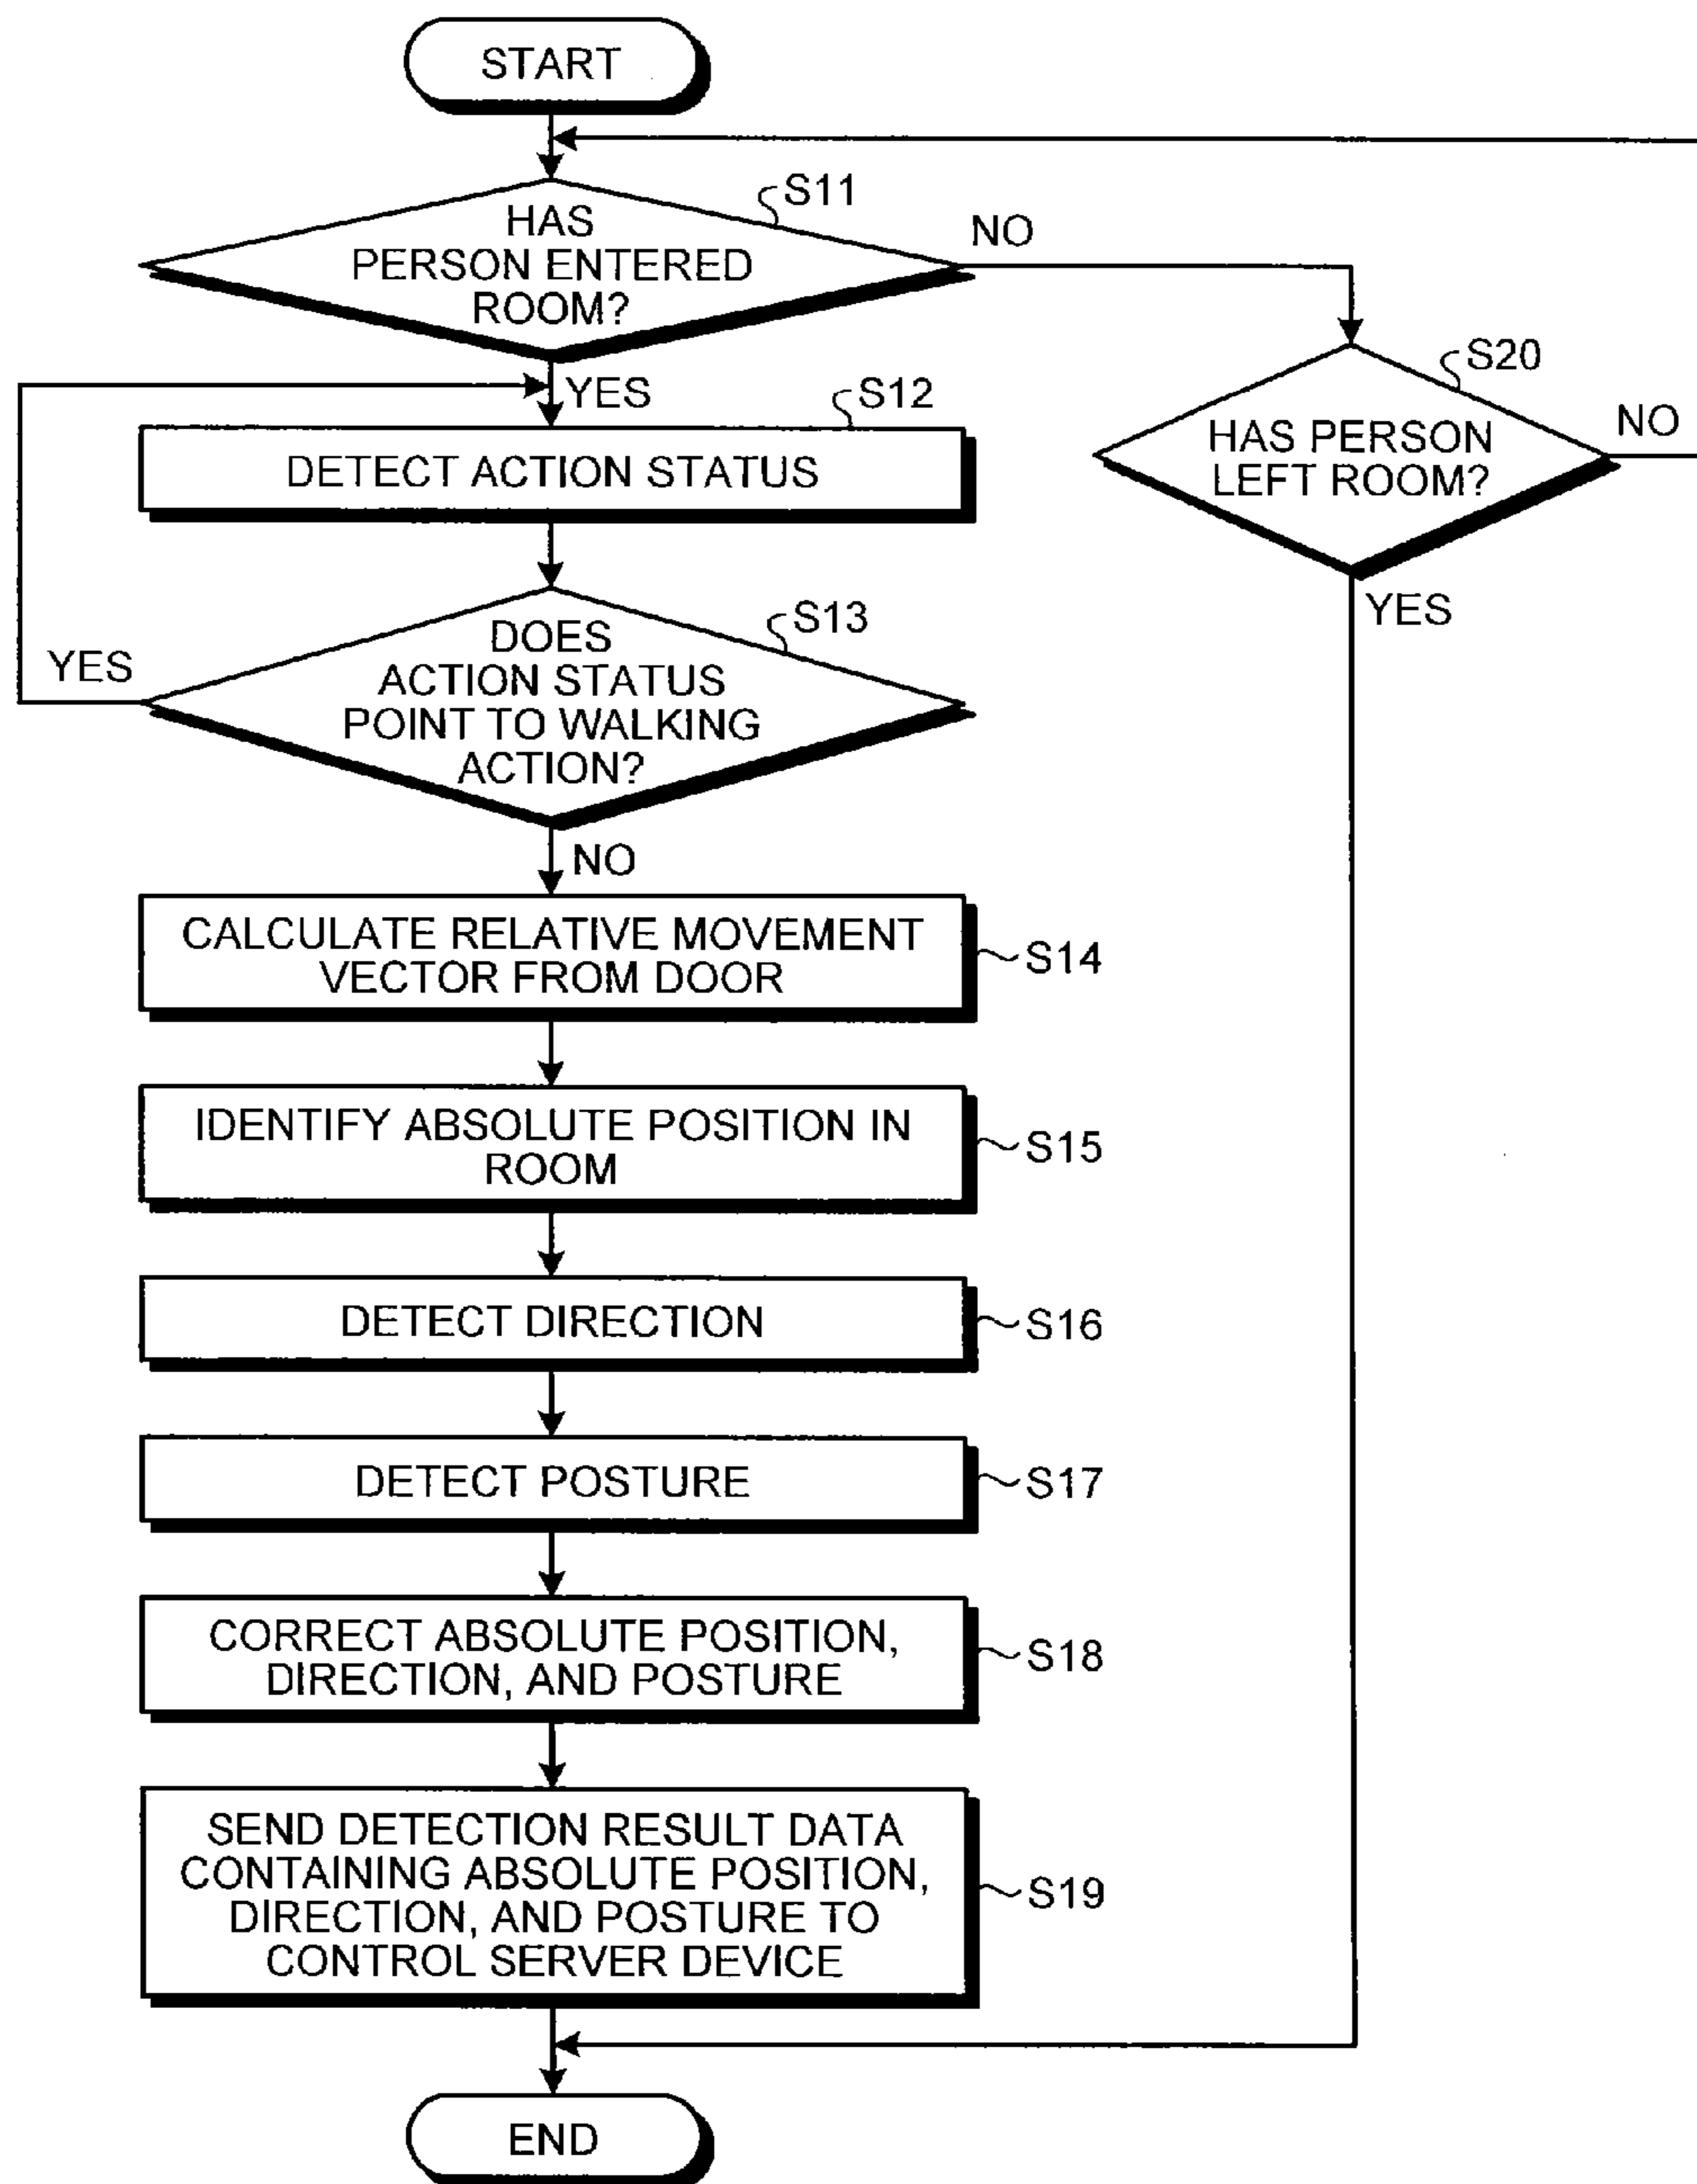 START
S11
HAS
PERSON ENTERED
ROOM?
NO
YES
S12
DETECT ACTION STATUS
S20
HAS PERSON
LEFT ROOM?
NO
YES
S13
DOES
ACTION STATUS
POINT TO WALKING
ACTION?
YES
NO
CALCULATE RELATIVE MOVEMENT
VECTOR FROM DOOR
S14
IDENTIFY ABSOLUTE POSITION IN
ROOM
S15
DETECT DIRECTION
S16
DETECT POSTURE
S17
CORRECT ABSOLUTE POSITION,
DIRECTION, AND POSTURE
S18
SEND DETECTION RESULT DATA
CONTAINING ABSOLUTE POSITION,
DIRECTION, AND POSTURE TO
CONTROL SERVER DEVICE
S19
END